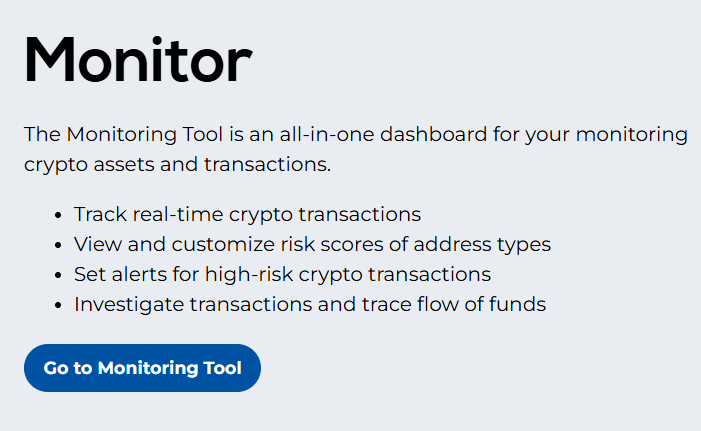 Monitor
The Monitoring Tool is an all-in-one dashboard for your monitoring
crypto assets and transactions.
• Track real-time crypto transactions
• View and customize risk scores of address types
• Set alerts for high-risk crypto transactions
• Investigate transactions and trace flow of funds
Go to Monitoring Tool